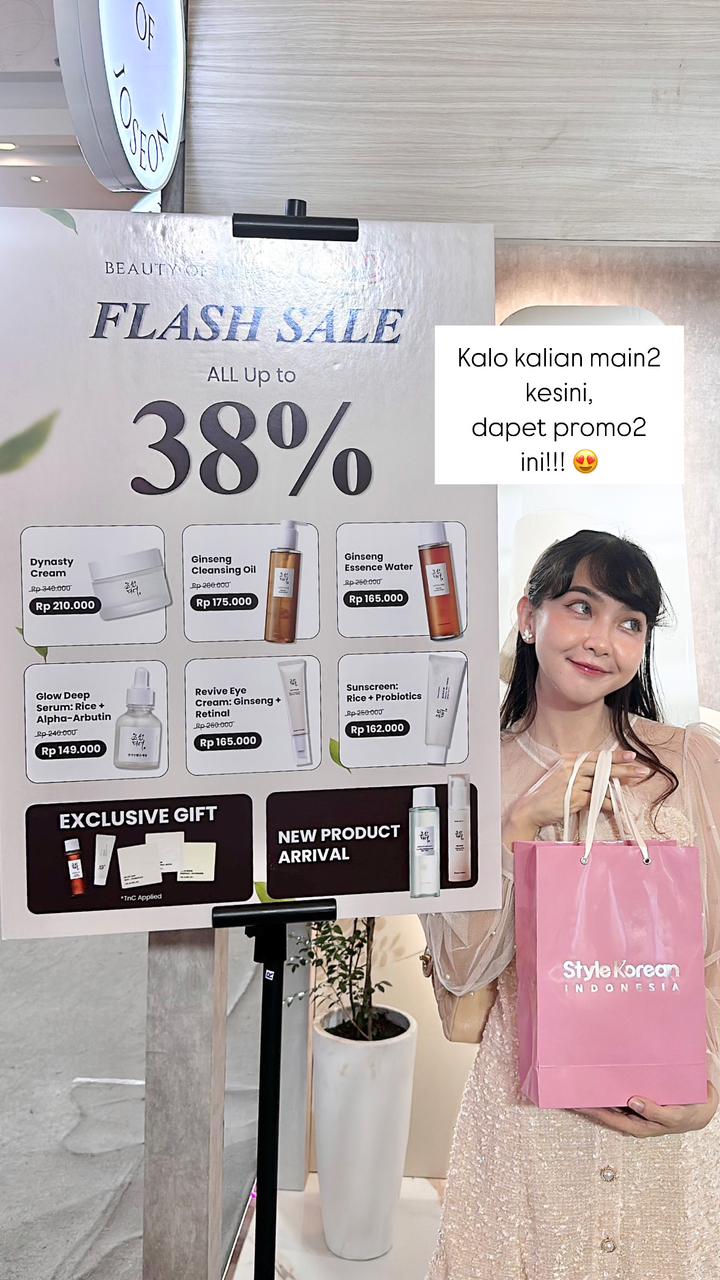 OF
JOSEON
BEAUTY OF
FLASH SALE
ALL Up to
38%
Kalo kalian main2
kesini,
dapet promo2
ini!!! 😍
Dynasty
Cream
Rp 340.000
Rp 210.000
Ginseng
Cleansing Oil
Rp 280.000
Rp 175.000
Ginseng
Essence Water
Rp 250.000
Rp 165.000
Glow Deep
Serum: Rice +
Alpha-Arbutin
Rp 240.000
Rp 149.000
Revive Eye
Cream: Ginseng +
Retinal
Rp 260.000
Rp 165.000
Sunscreen:
Rice + Probiotics
Rp 250.000
Rp 162.000
EXCLUSIVE GIFT
*TnC Applied
NEW PRODUCT
ARRIVAL
StyleKorean
INDONESIA